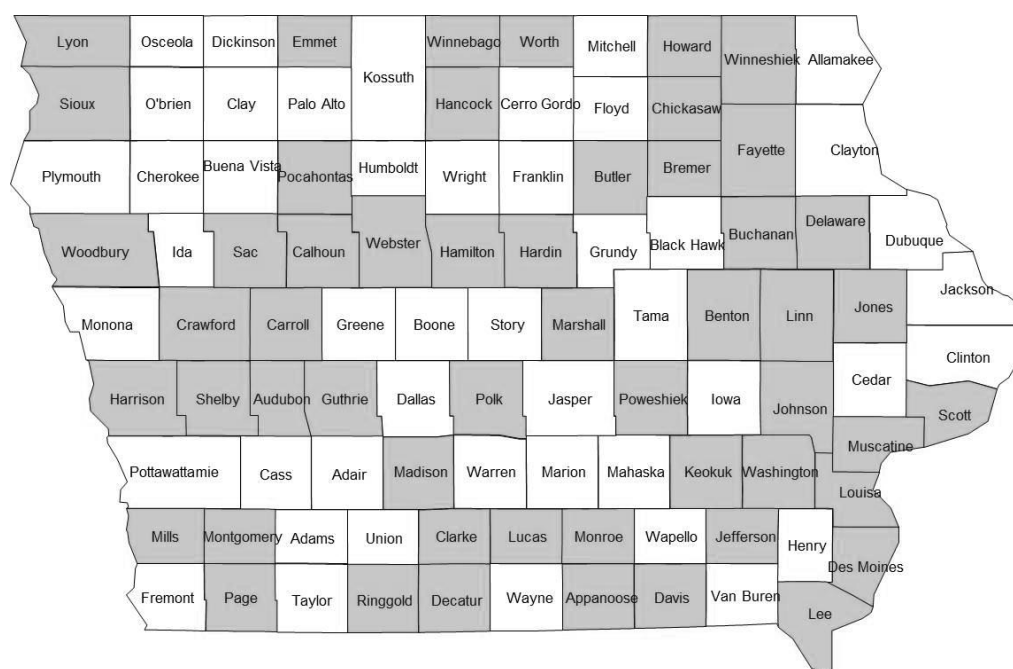 Lyon
Osceola
Dickinson
Emmet
Kossuth
Winnebago
Worth
Mitchell
Howard
Winneshiek
Allamakee
Sioux
O'brien
Clay
Palo Alto
Hancock
Cerro Gordo
Floyd
Chickasaw
Plymouth
Cherokee
Buena Vista
Pocahontas
Humboldt
Wright
Franklin
Butler
Bremer
Fayette
Clayton
Woodbury
Ida
Sac
Calhoun
Webster
Hamilton
Hardin
Grundy
Black Hawk
Buchanan
Delaware
Dubuque
Monona
Crawford
Carroll
Greene
Boone
Story
Marshall
Tama
Benton
Linn
Jones
Jackson
Clinton
Harrison
Shelby
Audubon
Guthrie
Dallas
Polk
Jasper
Poweshiek
Iowa
Johnson
Cedar
Scott
Muscatine
Pottawattamie
Cass
Adair
Madison
Warren
Marion
Mahaska
Keokuk
Washington
Louisa
Mills
Montgomery
Adams
Union
Clarke
Lucas
Monroe
Wapello
Jefferson
Henry
Des Moines
Fremont
Page
Taylor
Ringgold
Decatur
Wayne
Appanoose
Davis
Van Buren
Lee